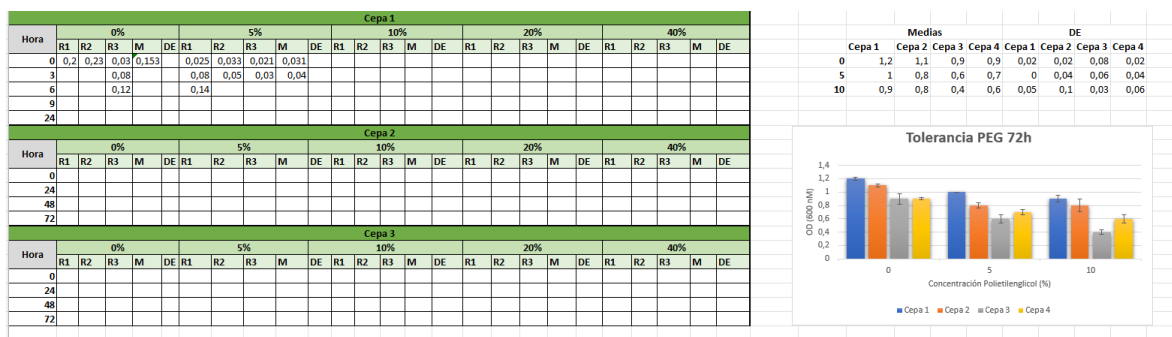 Cepa 1
Hora 0% 5% 10% 20% 40%
R1 R2 R3 M DE R1 R2 R3 M DE R1 R2 R3 M DE R1 R2 R3 M DE R1 R2 R3 M DE
0 0,2 0,23 0,03 0,153 0,025 0,033 0,021 0,031
3 0,08 0,08 0,05 0,03 0,04
6 0,12 0,14
9
24
Cepa 2
Hora 0% 5% 10% 20% 40%
R1 R2 R3 M DE R1 R2 R3 M DE R1 R2 R3 M DE R1 R2 R3 M DE R1 R2 R3 M DE
0
24
48
72
Cepa 3
Hora 0% 5% 10% 20% 40%
R1 R2 R3 M DE R1 R2 R3 M DE R1 R2 R3 M DE R1 R2 R3 M DE R1 R2 R3 M DE
0
24
48
72
Medias DE
Cepa 1 Cepa 2 Cepa 3 Cepa 4 Cepa 1 Cepa 2 Cepa 3 Cepa 4
0 1,2 1,1 0,9 0,9 0,02 0,02 0,08 0,02
5 1 0,8 0,6 0,7 0 0,04 0,06 0,04
10 0,9 0,8 0,4 0,6 0,05 0,1 0,03 0,06
Tolerancia PEG 72h
1,4
1,2
1
0,8
0,6
0,4
0,2
0
OD (600 nM)
0 5 10
Concentración Polietilenglicol (%)
Cepa 1 Cepa 2 Cepa 3 Cepa 4